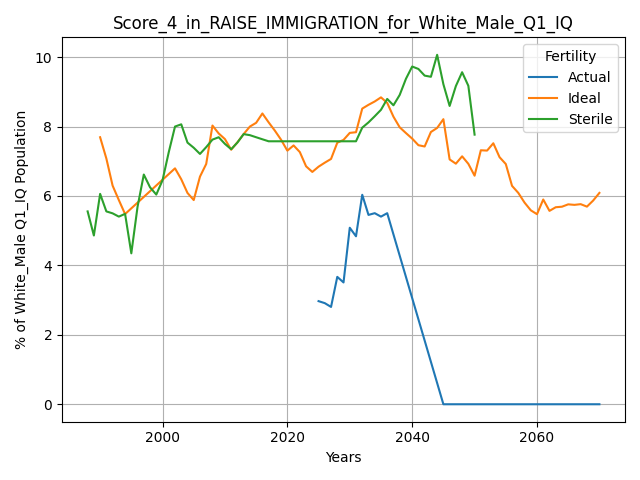 Score_4_in_RAISE_IMMIGRATION_for_White_Male_Q1_IQ
% of White_Male Q1_IQ Population
10
8
6
4
2
0
Fertility
Actual
Ideal
Sterile
2000
2020
2040
2060
Years